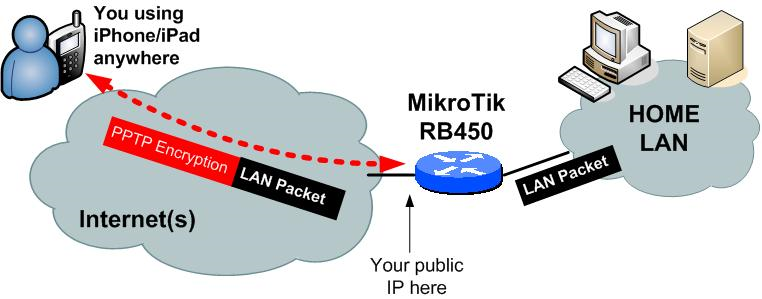 You using
iPhone/iPad
anywhere
PPTP Encryption
LAN Packet
Internet(s)
MikroTik
RB450
Your public
IP here
LAN Packet
HOME
LAN